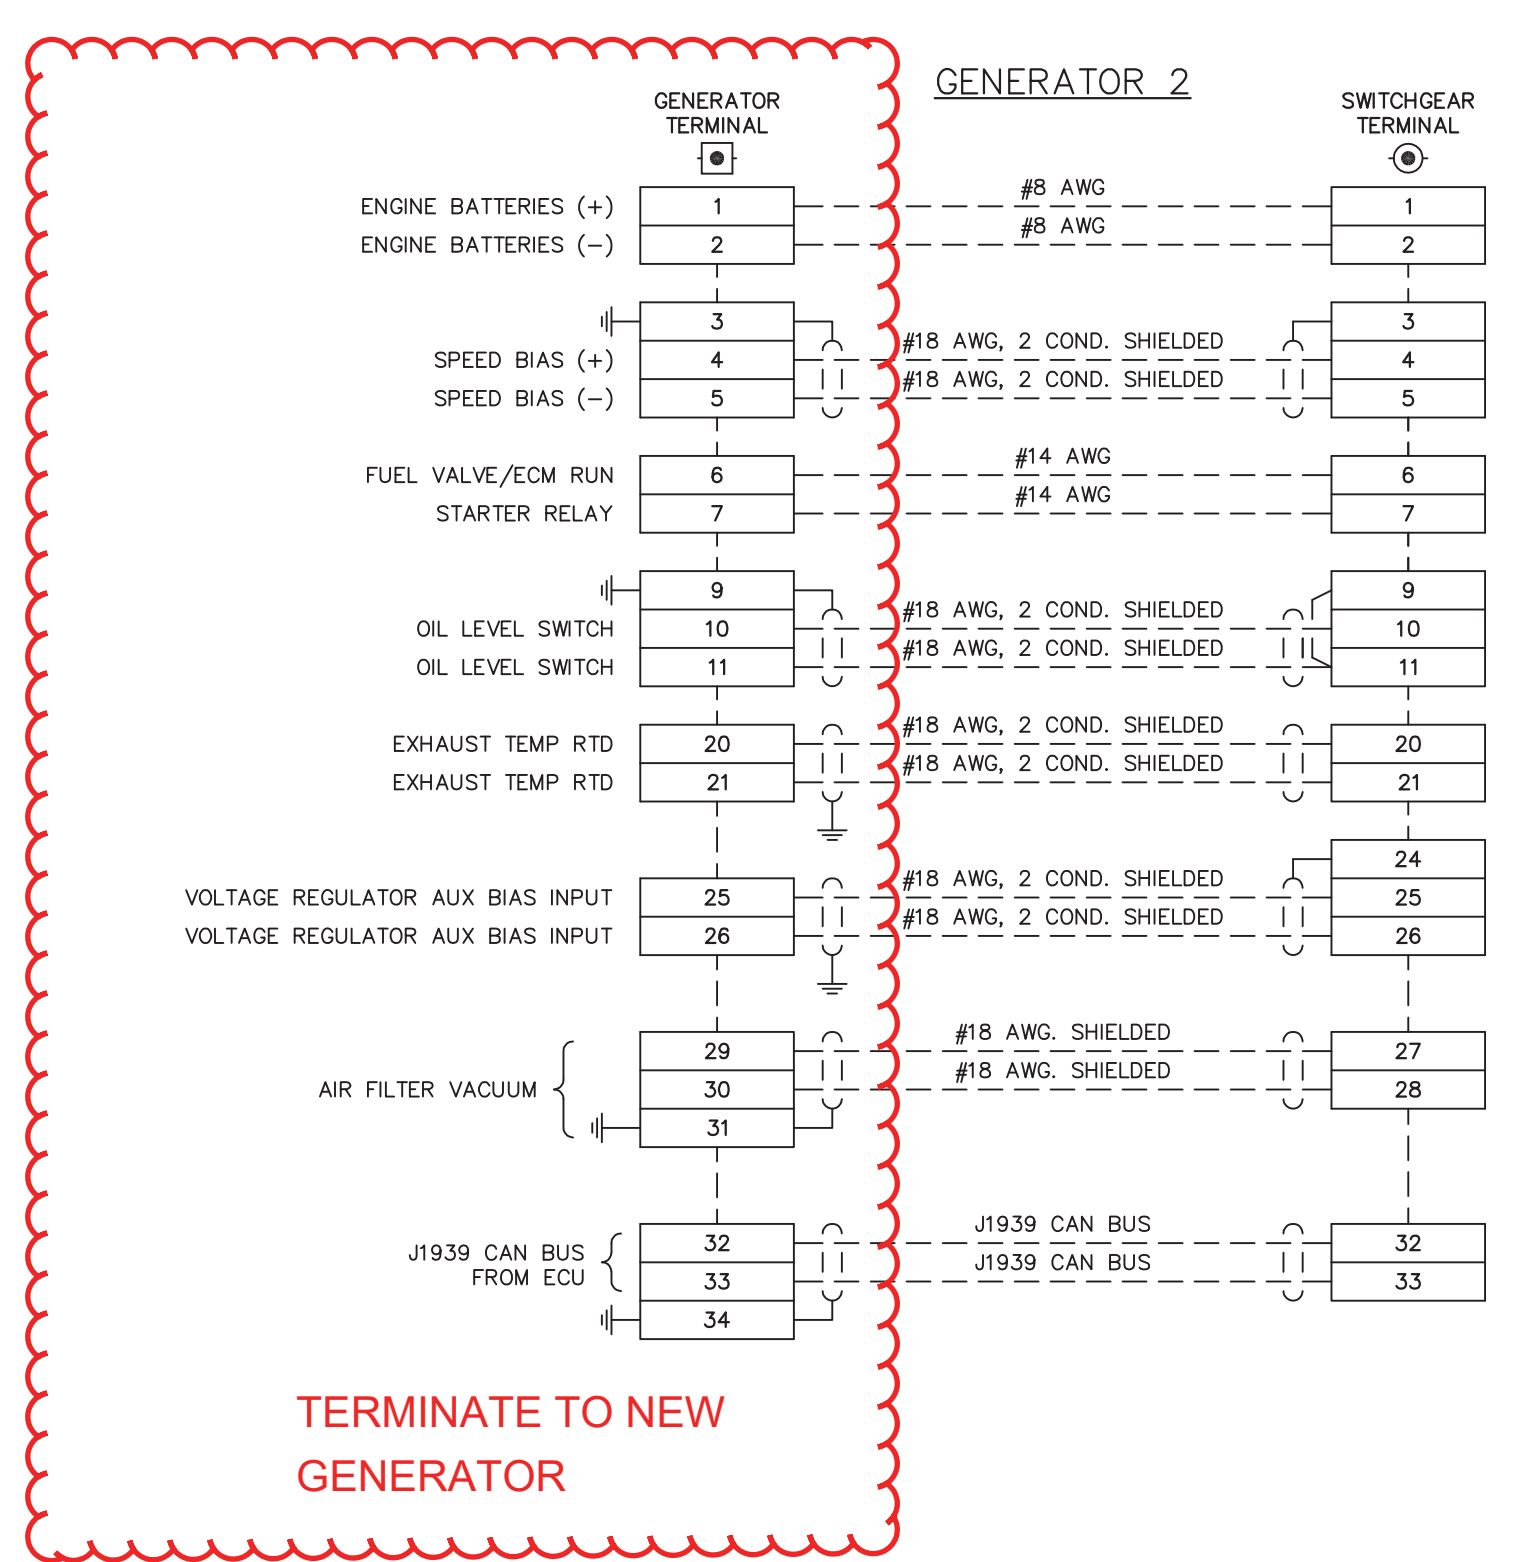 GENERATOR 2
GENERATOR
TERMINAL
SWITCHGEAR
TERMINAL
ENGINE BATTERIES (+) 1 #8 AWG 1
ENGINE BATTERIES (−) 2 #8 AWG 2
3 3
SPEED BIAS (+) 4 #18 AWG, 2 COND. SHIELDED 4
SPEED BIAS (−) 5 #18 AWG, 2 COND. SHIELDED 5
FUEL VALVE/ECM RUN 6 #14 AWG 6
STARTER RELAY 7 #14 AWG 7
9 9
OIL LEVEL SWITCH 10 #18 AWG, 2 COND. SHIELDED 10
OIL LEVEL SWITCH 11 #18 AWG, 2 COND. SHIELDED 11
EXHAUST TEMP RTD 20 #18 AWG, 2 COND. SHIELDED 20
EXHAUST TEMP RTD 21 #18 AWG, 2 COND. SHIELDED 21
24
VOLTAGE REGULATOR AUX BIAS INPUT 25 #18 AWG, 2 COND. SHIELDED 25
VOLTAGE REGULATOR AUX BIAS INPUT 26 #18 AWG, 2 COND. SHIELDED 26
29 #18 AWG. SHIELDED 27
AIR FILTER VACUUM 30 #18 AWG. SHIELDED 28
31
32 J1939 CAN BUS 32
J1939 CAN BUS
FROM ECU
33 J1939 CAN BUS 33
34
TERMINATE TO NEW
GENERATOR